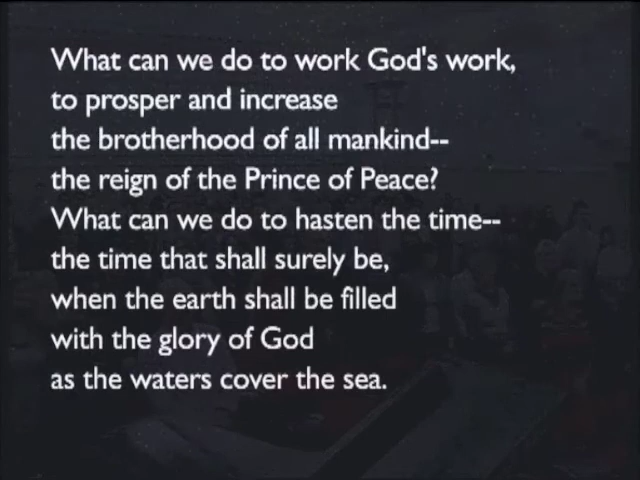 What can we do to work God's work,
to prosper and increase
the brotherhood of all mankind--
the reign of the Prince of Peace?
What can we do to hasten the time--
the time that shall surely be,
when the earth shall be filled
with the glory of God
as the waters cover the sea.